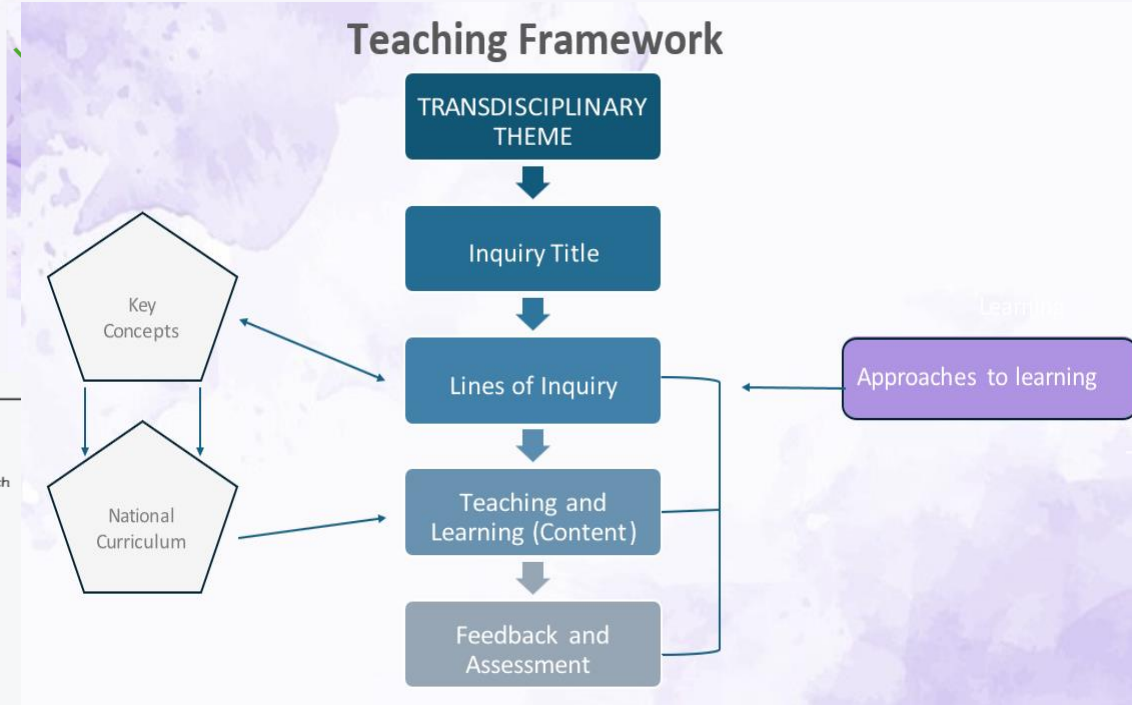 Teaching Framework
TRANSDISCIPLINARY
THEME
Inquiry Title
Key
Concepts
Lines of Inquiry
Learning
Approaches to learning
National
Curriculum
Teaching and
Learning (Content)
Feedback and
Assessment